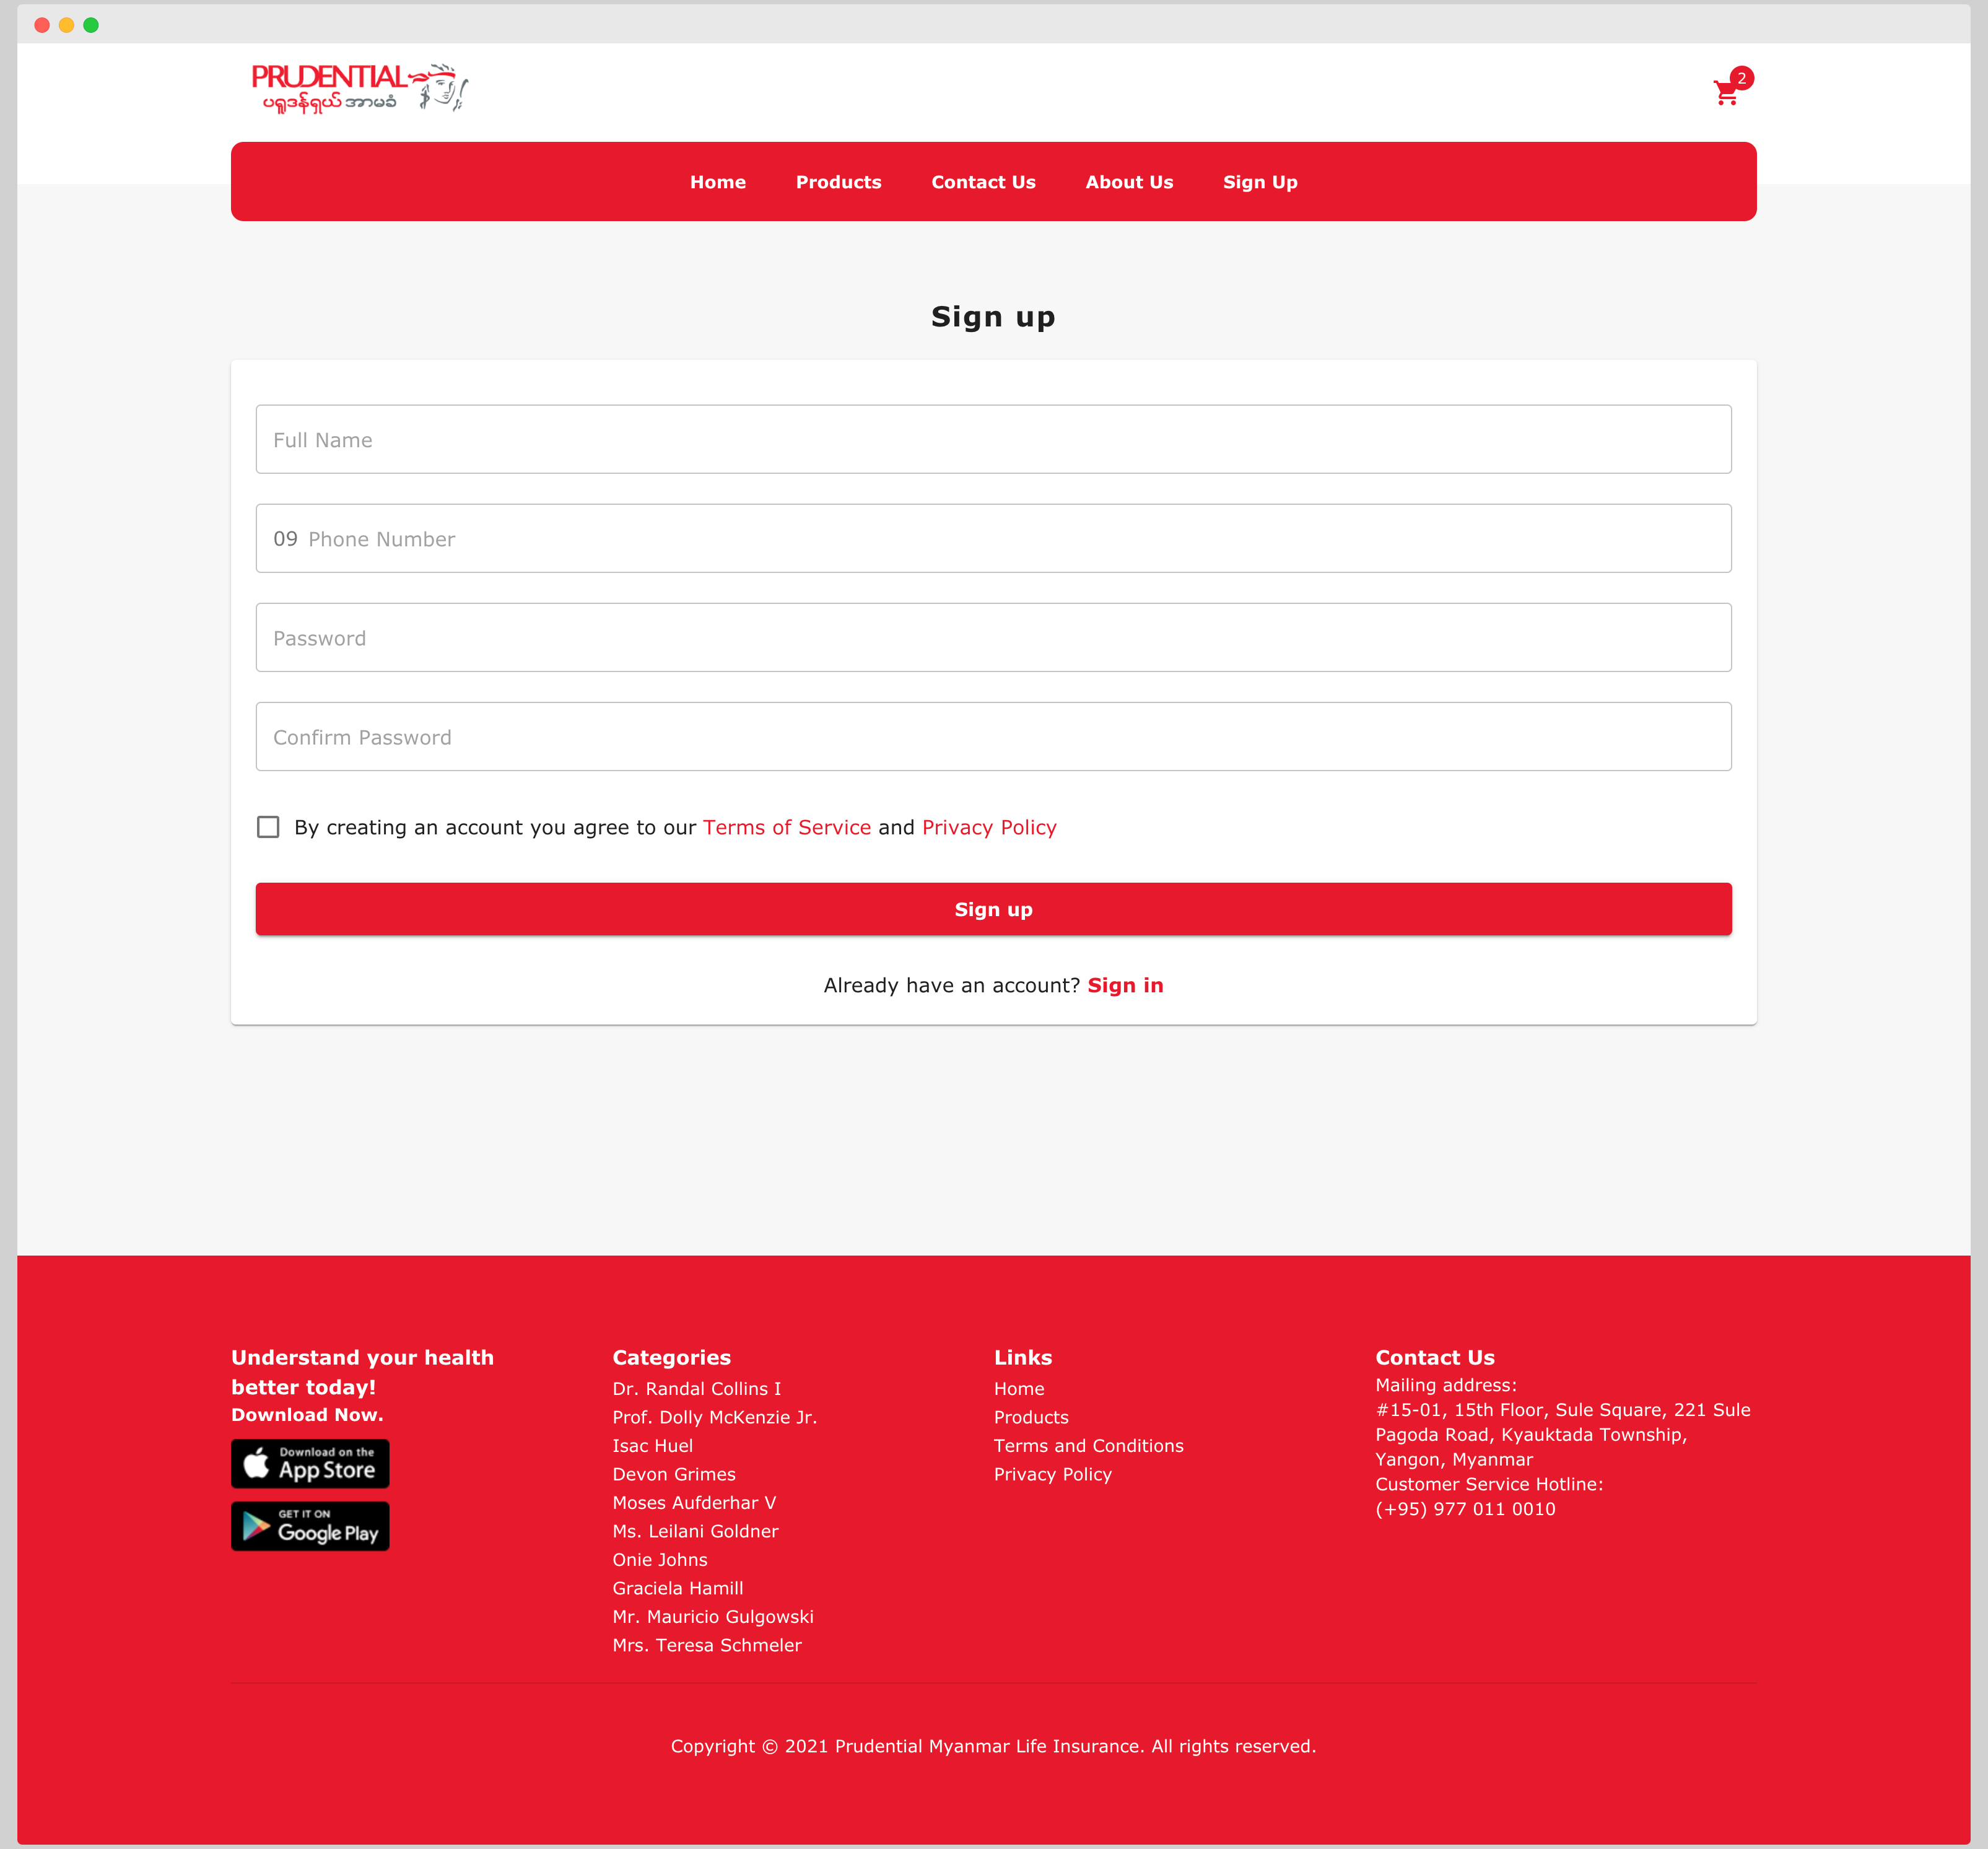 PRUDENTIAL
ပရူဒန်ရှယ် အာမခံ
2
Home Products Contact Us About Us Sign Up
Sign up
Full Name
09 Phone Number
Password
Confirm Password
By creating an account you agree to our Terms of Service and Privacy Policy
Sign up
Already have an account? Sign in
Understand your health
better today!
Download Now.
Download on the
App Store
GET IT ON
Google Play
Categories
Dr. Randal Collins I
Prof. Dolly McKenzie Jr.
Isac Huel
Devon Grimes
Moses Aufderhar V
Ms. Leilani Goldner
Onie Johns
Graciela Hamill
Mr. Mauricio Gulgowski
Mrs. Teresa Schmeler
Links
Home
Products
Terms and Conditions
Privacy Policy
Contact Us
Mailing address:
#15-01, 15th Floor, Sule Square, 221 Sule
Pagoda Road, Kyauktada Township,
Yangon, Myanmar
Customer Service Hotline:
(+95) 977 011 0010
Copyright © 2021 Prudential Myanmar Life Insurance. All rights reserved.